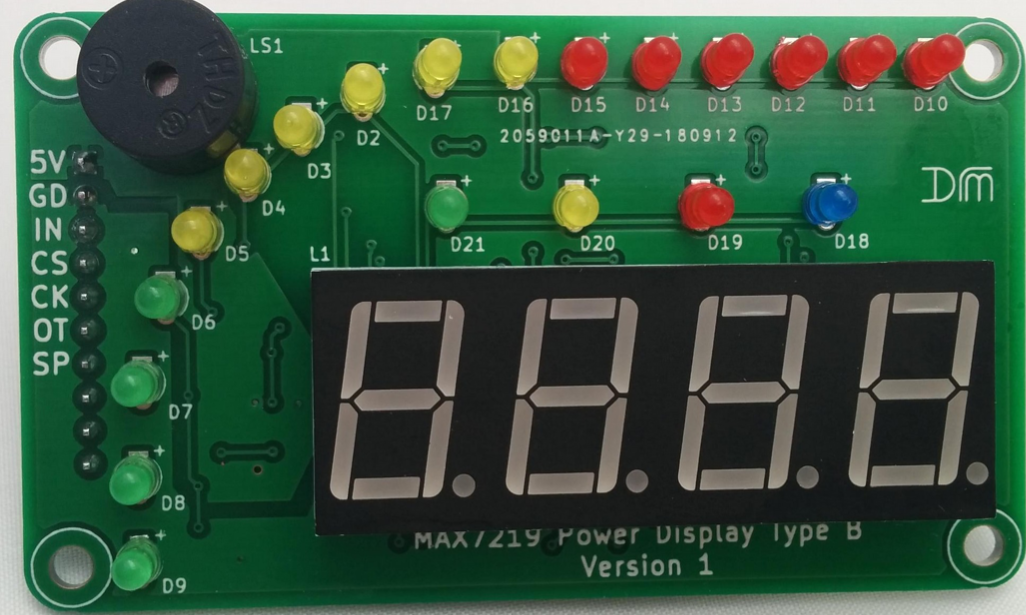 LS1
D17
D16
D15
D14
D13
D12
D11
D10
D2
2059011A-Y29-180912
D3
5V
GD
IN
CS
CK
OT
SP
D4
D5
DM
D21
D20
D19
D18
L1
D6
D7
D8
D9
MAX7219 Power Display Type B
Version 1